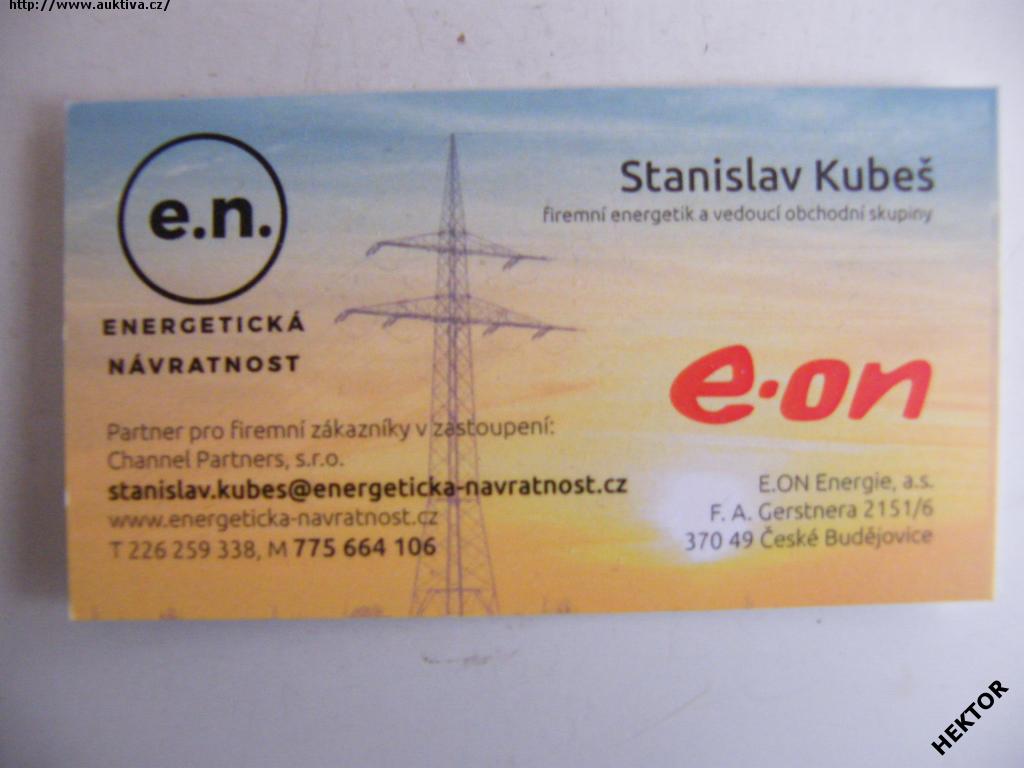 http://www.auktiva.cz/
e.n.
ENERGETICKÁ
NÁVRATNOST
Stanislav Kubeš
firemní energetik a vedoucí obchodní skupiny
e·on
Partner pro firemní zákazníky v zastoupení:
Channel Partners, s.r.o.
stanislav.kubes@energeticka-navratnost.cz
www.energeticka-navratnost.cz
T 226 259 338, M 775 664 106
E.ON Energie, a.s.
F. A. Gerstnera 2151/6
370 49 České Budějovice
HEKTOR